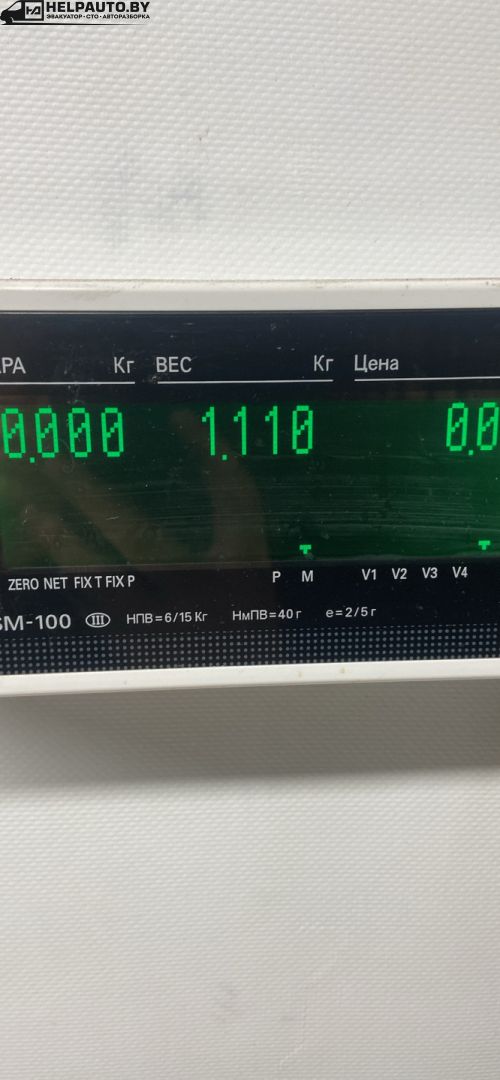 HELPAUTO.BY
ЭВАКУАТОР · СТО · АВТОРАЗБОРКА
РА Кг ВЕС Кг Цена
0.000 1.110 0.0
ZERO NET FIX T FIX P P M V1 V2 V3 V4
SM-100 III НПВ=6/15 Кг НмПВ=40 г e=2/5 г